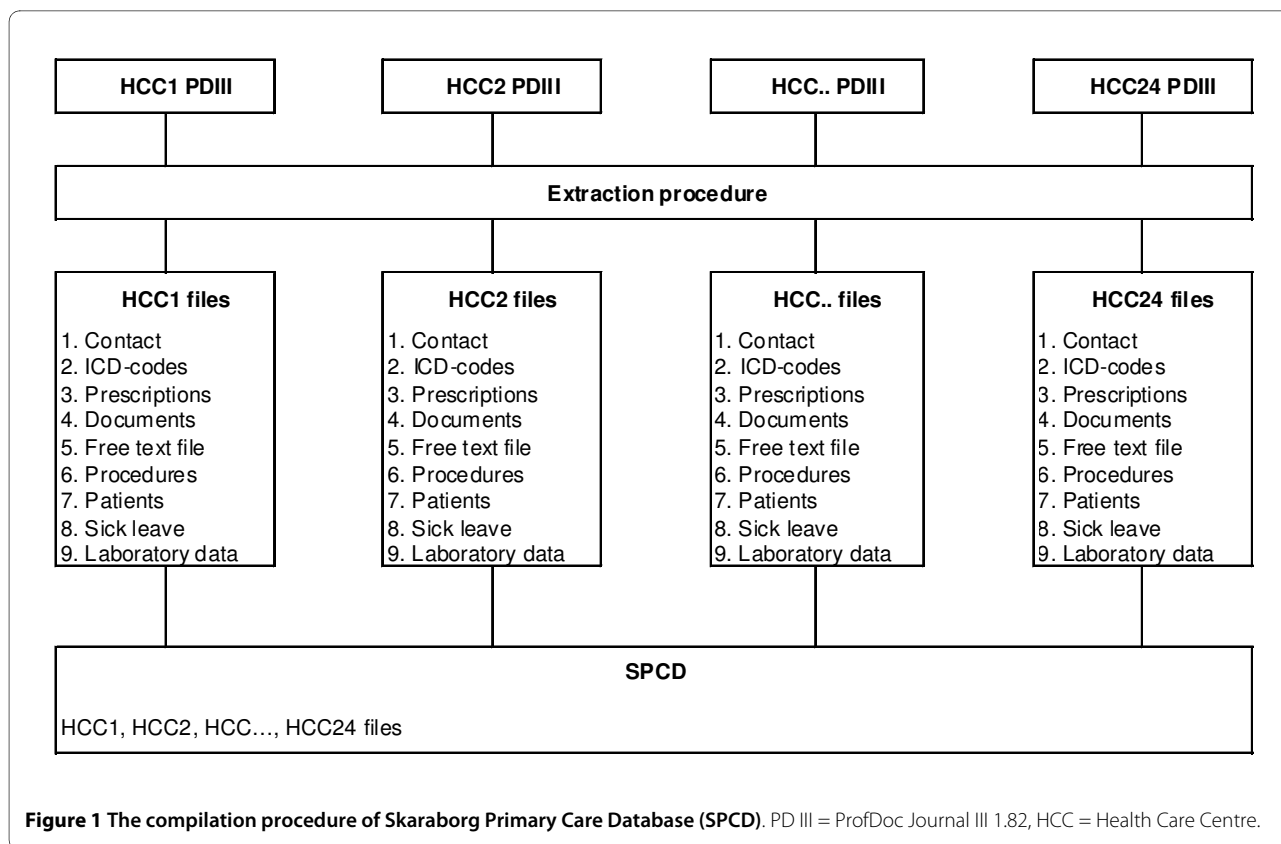 HCC1 PDIII
HCC2 PDIII
HCC.. PDIII
HCC24 PDIII
Extraction procedure
HCC1 files
1. Contact
2. ICD-codes
3. Prescriptions
4. Documents
5. Free text file
6. Procedures
7. Patients
8. Sick leave
9. Laboratory data
HCC2 files
1. Contact
2. ICD-codes
3. Prescriptions
4. Documents
5. Free text file
6. Procedures
7. Patients
8. Sick leave
9. Laboratory data
HCC.. files
1. Contact
2. ICD-codes
3. Prescriptions
4. Documents
5. Free text file
6. Procedures
7. Patients
8. Sick leave
9. Laboratory data
HCC24 files
1. Contact
2. ICD-codes
3. Prescriptions
4. Documents
5. Free text file
6. Procedures
7. Patients
8. Sick leave
9. Laboratory data
SPCD
HCC1, HCC2, HCC…, HCC24 files
Figure 1 The compilation procedure of Skaraborg Primary Care Database (SPCD). PD III = ProfDoc Journal III 1.82, HCC = Health Care Centre.